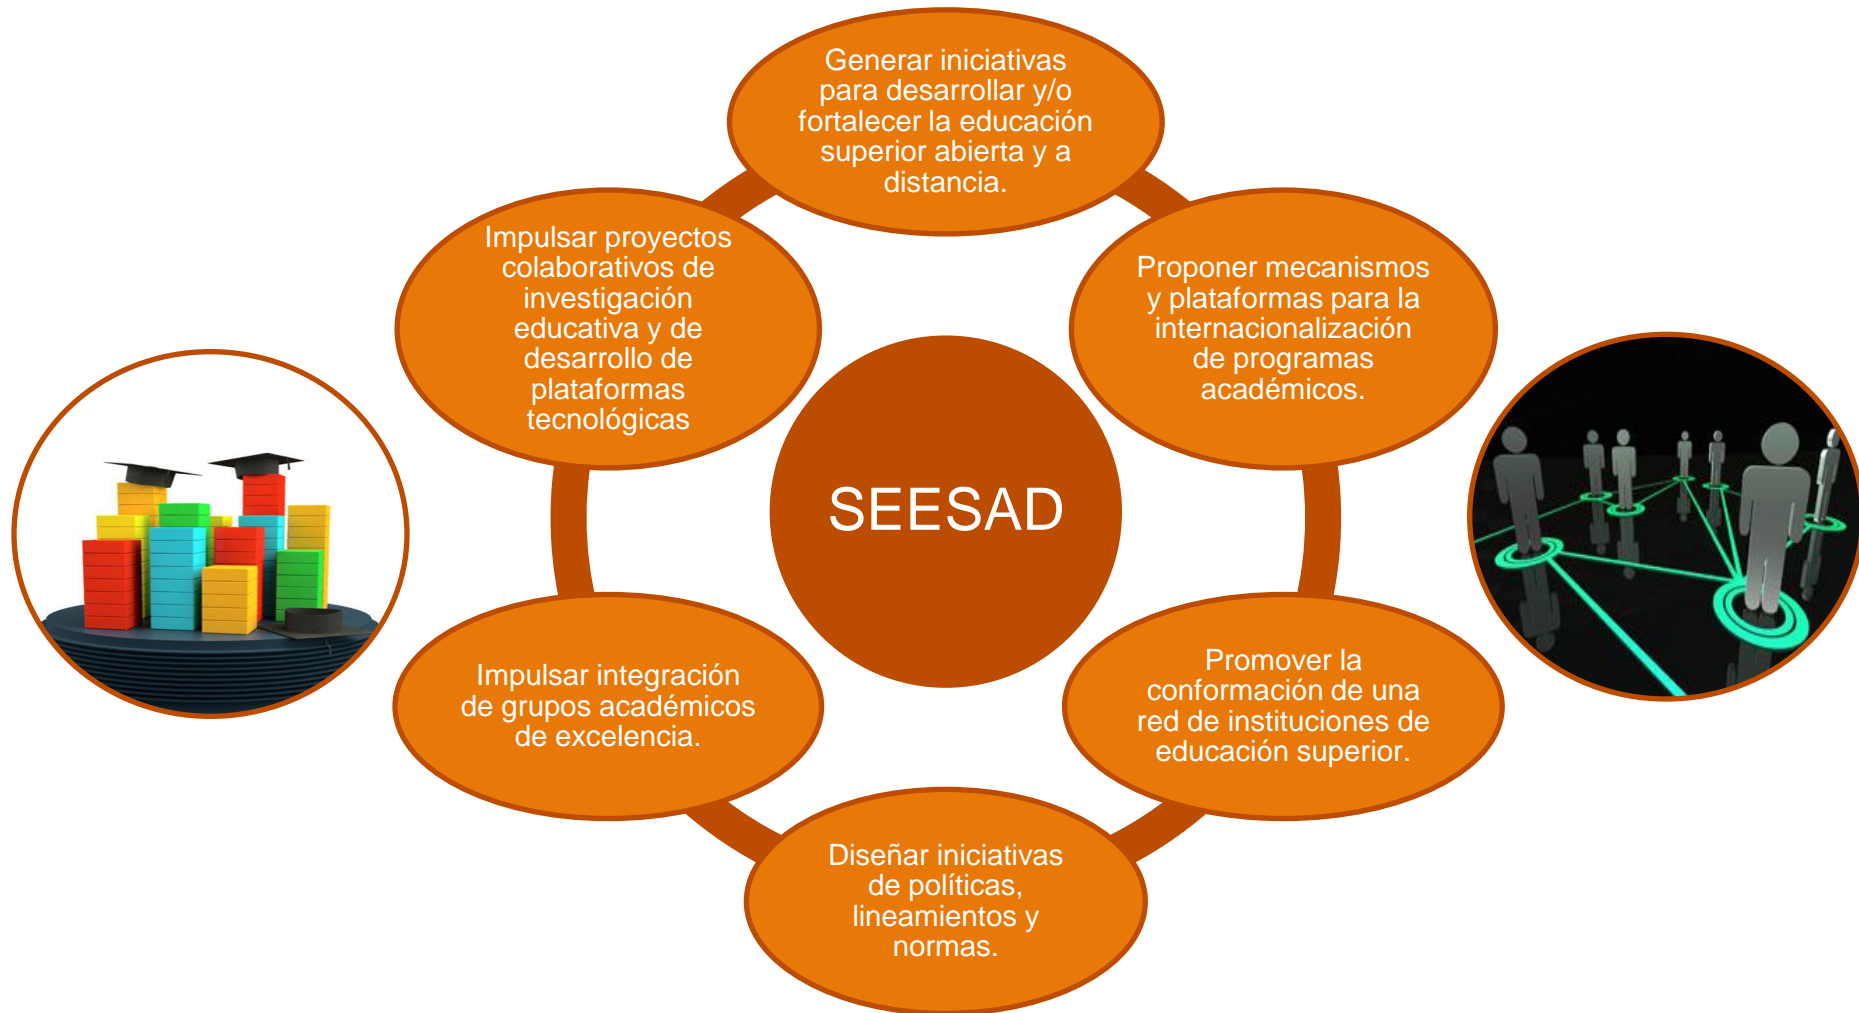 Generar iniciativas
para desarrollar y/o
fortalecer la educación
superior abierta y a
distancia.
Proponer mecanismos
y plataformas para la
internacionalización
de programas
académicos.
Promover la
conformación de una
red de instituciones de
educación superior.
Diseñar iniciativas
de políticas,
lineamientos y
normas.
Impulsar integración
de grupos académicos
de excelencia.
Impulsar proyectos
colaborativos de
investigación
educativa y de
desarrollo de
plataformas
tecnológicas
SEESAD